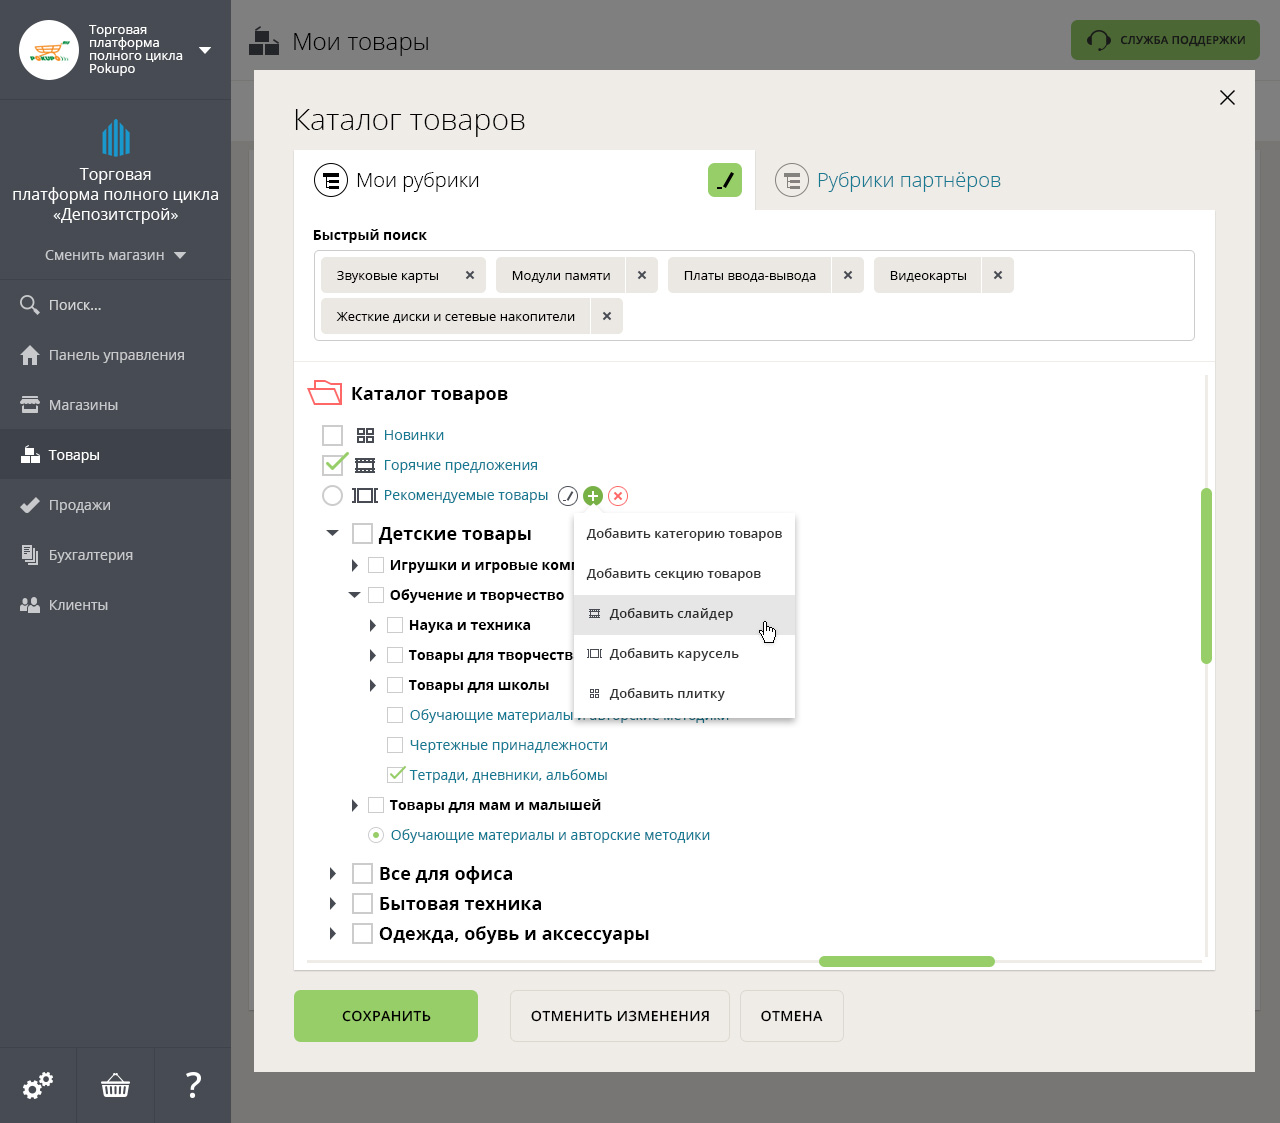 Торговая
платформа
полного цикла
Pokupo
POKUPO
Мои товары
СЛУЖБА ПОДДЕРЖКИ
Торговая
платформа полного цикла
«Депозитстрой»
Сменить магазин
Поиск...
Панель управления
Магазины
Товары
Продажи
Бухгалтерия
Клиенты
?
Каталог товаров
Мои рубрики
Рубрики партнёров
Быстрый поиск
Звуковые карты
Модули памяти
Платы ввода-вывода
Видеокарты
Жесткие диски и сетевые накопители
Каталог товаров
Новинки
Горячие предложения
Рекомендуемые товары
Детские товары
Игрушки и игровые
Обучение и творчество
Наука и техника
Товары для
Товары для школы
Обучающие материалы и авторские методики
Чертежные принадлежности
Тетради, дневники, альбомы
Товары для мам и малышей
Обучающие материалы и авторские методики
Все для офиса
Бытовая техника
Одежда, обувь и аксессуары
Добавить категорию товаров
Добавить секцию товаров
Добавить слайдер
Добавить карусель
Добавить плитку
СОХРАНИТЬ
ОТМЕНИТЬ ИЗМЕНЕНИЯ
ОТМЕНА